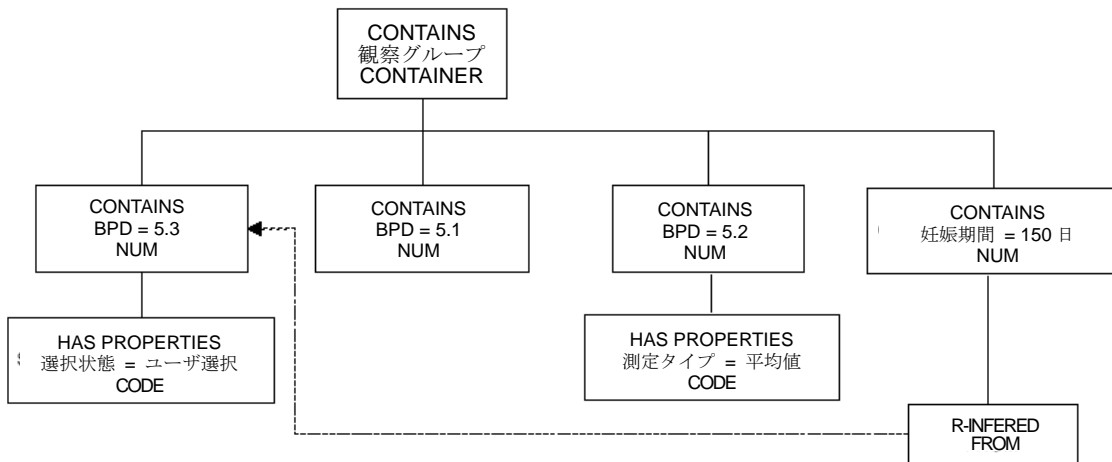 CONTAINS
観察グループ
CONTAINER
CONTAINS
BPD = 5.3
NUM
CONTAINS
BPD = 5.1
NUM
CONTAINS
BPD = 5.2
NUM
CONTAINS
妊娠期間 = 150 日
NUM
HAS PROPERTIES
選択状態 = ユーザ選択
CODE
HAS PROPERTIES
測定タイプ = 平均値
CODE
R-INFERED
FROM